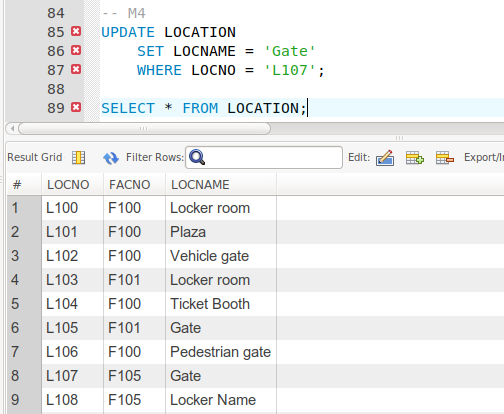 84 -- M4
85 UPDATE LOCATION
86 SET LOCNAME = 'Gate'
87 WHERE LOCNO = 'L107';
88
89 SELECT * FROM LOCATION;
Result Grid Filter Rows: Edit: Export/I
# LOCNO FACNO LOCNAME
1 L100 F100 Locker room
2 L101 F100 Plaza
3 L102 F100 Vehicle gate
4 L103 F101 Locker room
5 L104 F100 Ticket Booth
6 L105 F101 Gate
7 L106 F100 Pedestrian gate
8 L107 F105 Gate
9 L108 F105 Locker Name